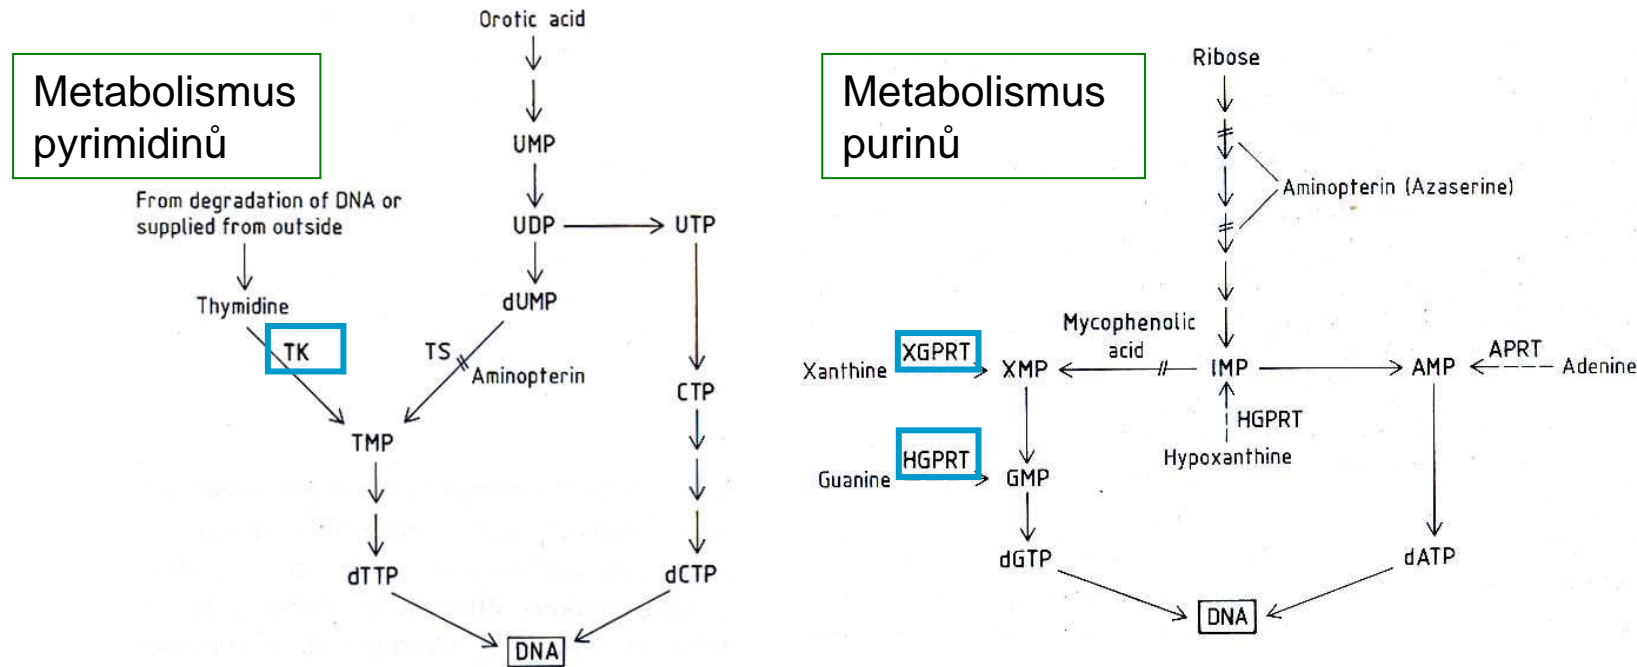 Orotic acid
Metabolismus
pyrimidinů
UMP
From degradation of DNA or
supplied from outside
UDP
UTP
Thymidine
dUMP
TK
TS
Aminopterin
CTP
TMP
dTTP
dCTP
DNA
Metabolismus
purinů
Ribose
Aminopterin (Azaserine)
Mycophenolic
acid
XGPRT
APRT
Xanthine
XMP
IMP
AMP
Adenine
HGPRT
HGPRT
Hypoxanthine
Guanine
GMP
dGTP
dATP
DNA